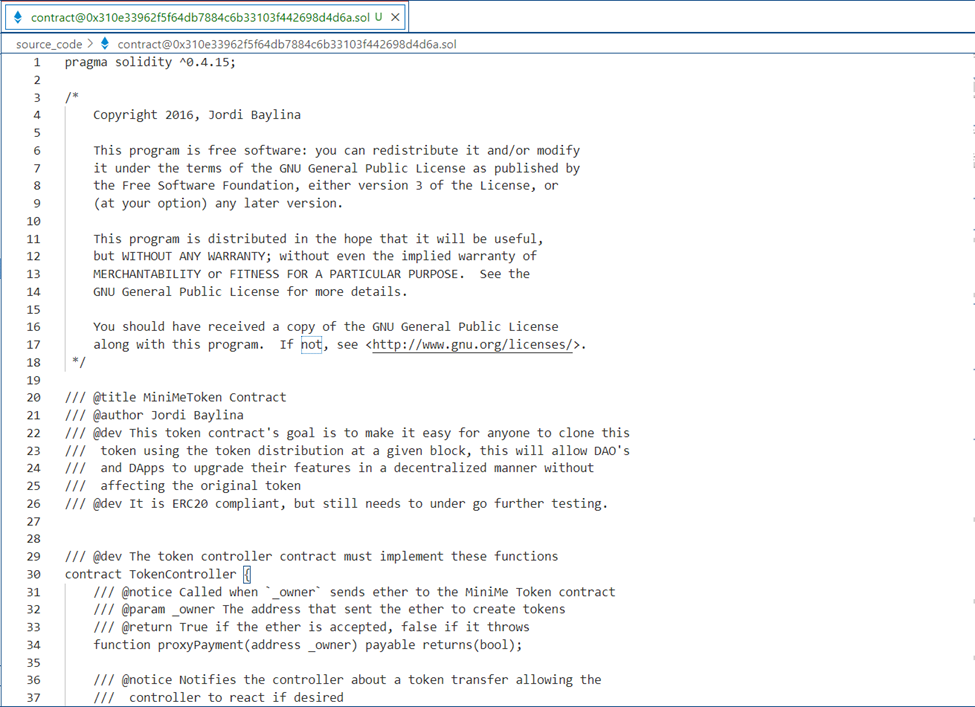 contract@0x310e33962f5f64db7884c6b33103f442698d4d6a.sol U ×
source_code > contract@0x310e33962f5f64db7884c6b33103f442698d4d6a.sol
1 pragma solidity ^0.4.15;
2
3 /*
4 Copyright 2016, Jordi Baylina
5
6 This program is free software: you can redistribute it and/or modify
7 it under the terms of the GNU General Public License as published by
8 the Free Software Foundation, either version 3 of the License, or
9 (at your option) any later version.
10
11 This program is distributed in the hope that it will be useful,
12 but WITHOUT ANY WARRANTY; without even the implied warranty of
13 MERCHANTABILITY or FITNESS FOR A PARTICULAR PURPOSE.  See the
14 GNU General Public License for more details.
15
16 You should have received a copy of the GNU General Public License
17 along with this program.  If not, see <http://www.gnu.org/licenses/>.
18 */
19
20 /// @title MiniMeToken Contract
21 /// @author Jordi Baylina
22 /// @dev This token contract's goal is to make it easy for anyone to clone this
23 ///  token using the token distribution at a given block, this will allow DAO's
24 ///  and DApps to upgrade their features in a decentralized manner without
25 ///  affecting the original token
26 /// @dev It is ERC20 compliant, but still needs to under go further testing.
27
28
29 /// @dev The token controller contract must implement these functions
30 contract TokenController {
31 /// @notice Called when `_owner` sends ether to the MiniMe Token contract
32 /// @param _owner The address that sent the ether to create tokens
33 /// @return True if the ether is accepted, false if it throws
34 function proxyPayment(address _owner) payable returns(bool);
35
36 /// @notice Notifies the controller about a token transfer allowing the
37 ///  controller to react if desired